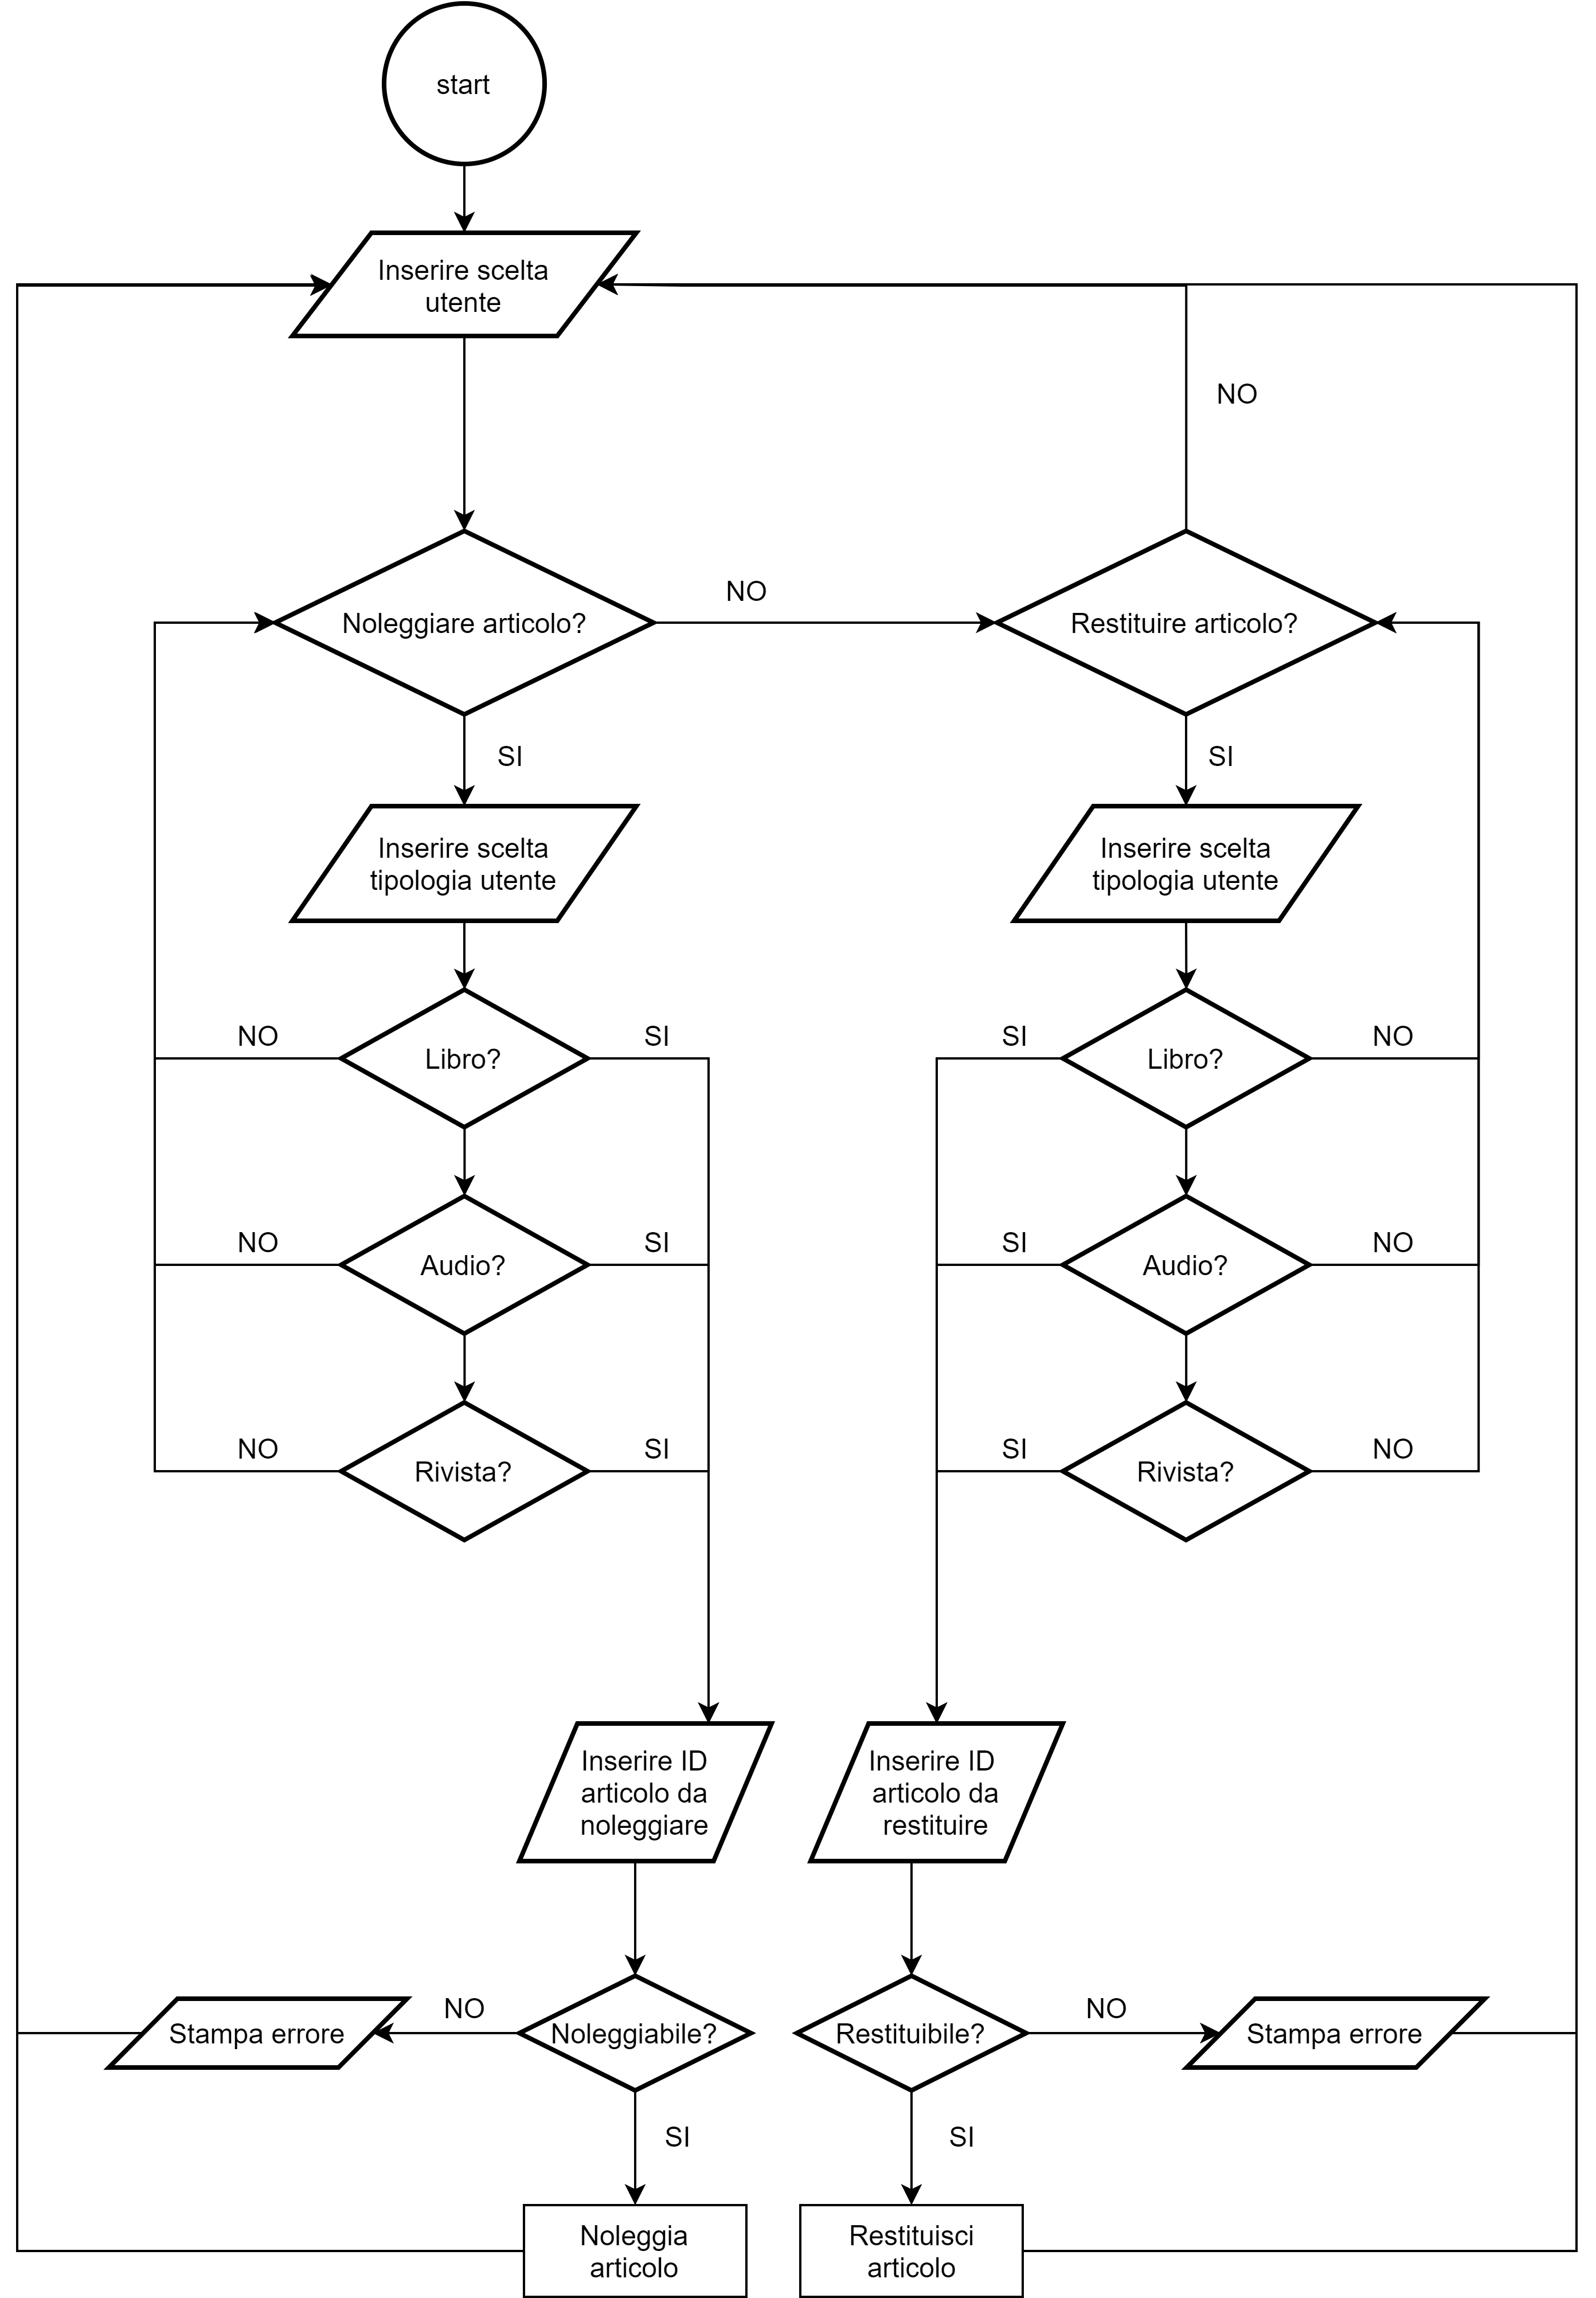 start
Inserire scelta
utente
NO
Noleggiare articolo?
NO
Restituire articolo?
SI
SI
Inserire scelta
tipologia utente
Inserire scelta
tipologia utente
NO
Libro?
SI
SI
Libro?
NO
NO
Audio?
SI
SI
Audio?
NO
NO
Rivista?
SI
SI
Rivista?
NO
Inserire ID
articolo da
noleggiare
Inserire ID
articolo da
restituire
Stampa errore
NO
Noleggiabile?
Restituibile?
NO
Stampa errore
SI
SI
Noleggia
articolo
Restituisci
articolo